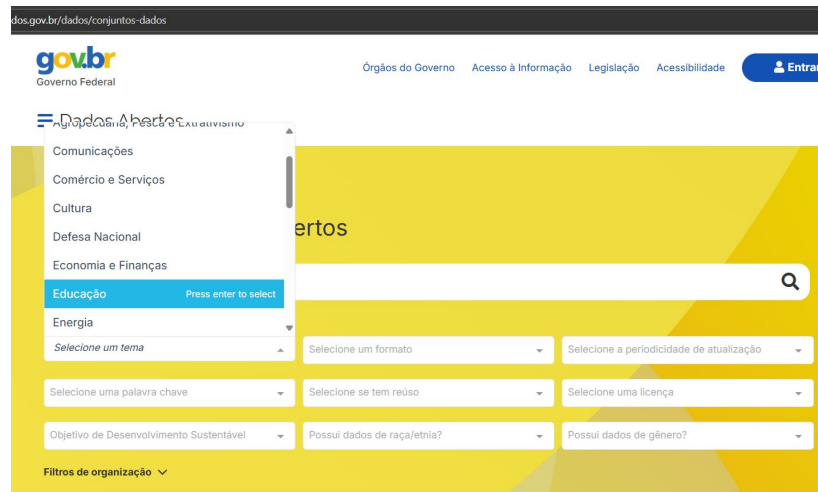 dos.gov.br/dados/conjuntos-dados
gov.br
Governo Federal
Órgãos do Governo Acesso à Informação Legislação Acessibilidade Entrar
Dados Abertos
Agropecuária, Pesca e Extrativismo
Comunicações
Comércio e Serviços
Cultura
Defesa Nacional
ertos
Economia e Finanças
Educação Press enter to select
Energia
Selecione um tema Selecione um formato Selecione a periodicidade de atualização
Selecione uma palavra chave Selecione se tem reúso Selecione uma licença
Objetivo de Desenvolvimento Sustentável Possui dados de raça/etnia? Possui dados de gênero?
Filtros de organização